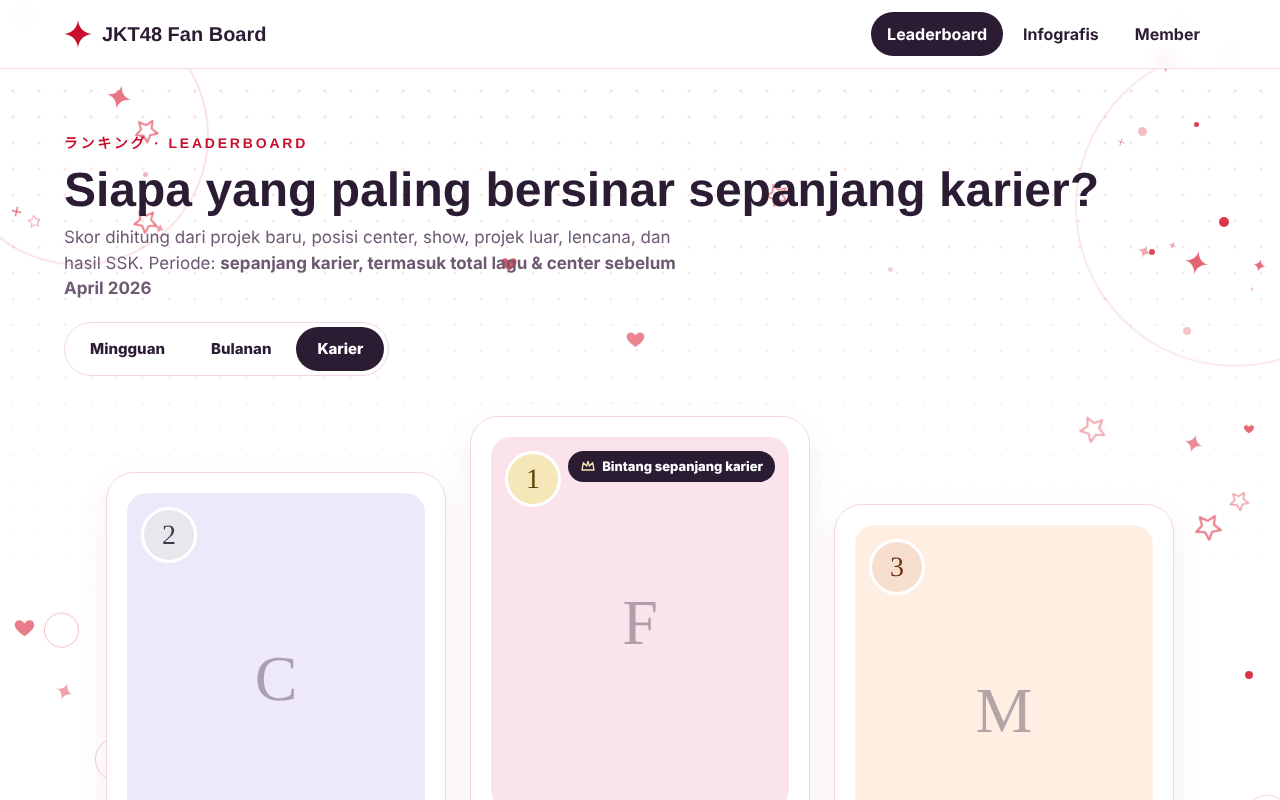 JKT48 Fan Board
Leaderboard
Infografis
Member
ランキング · LEADERBOARD
Siapa yang paling bersinar sepanjang karier?
Skor dihitung dari projek baru, posisi center, show, projek luar, lencana, dan
hasil SSK. Periode: sepanjang karier, termasuk total lagu & center sebelum
April 2026
Mingguan
Bulanan
Karier
1
Bintang sepanjang karier
F
2
C
3
M